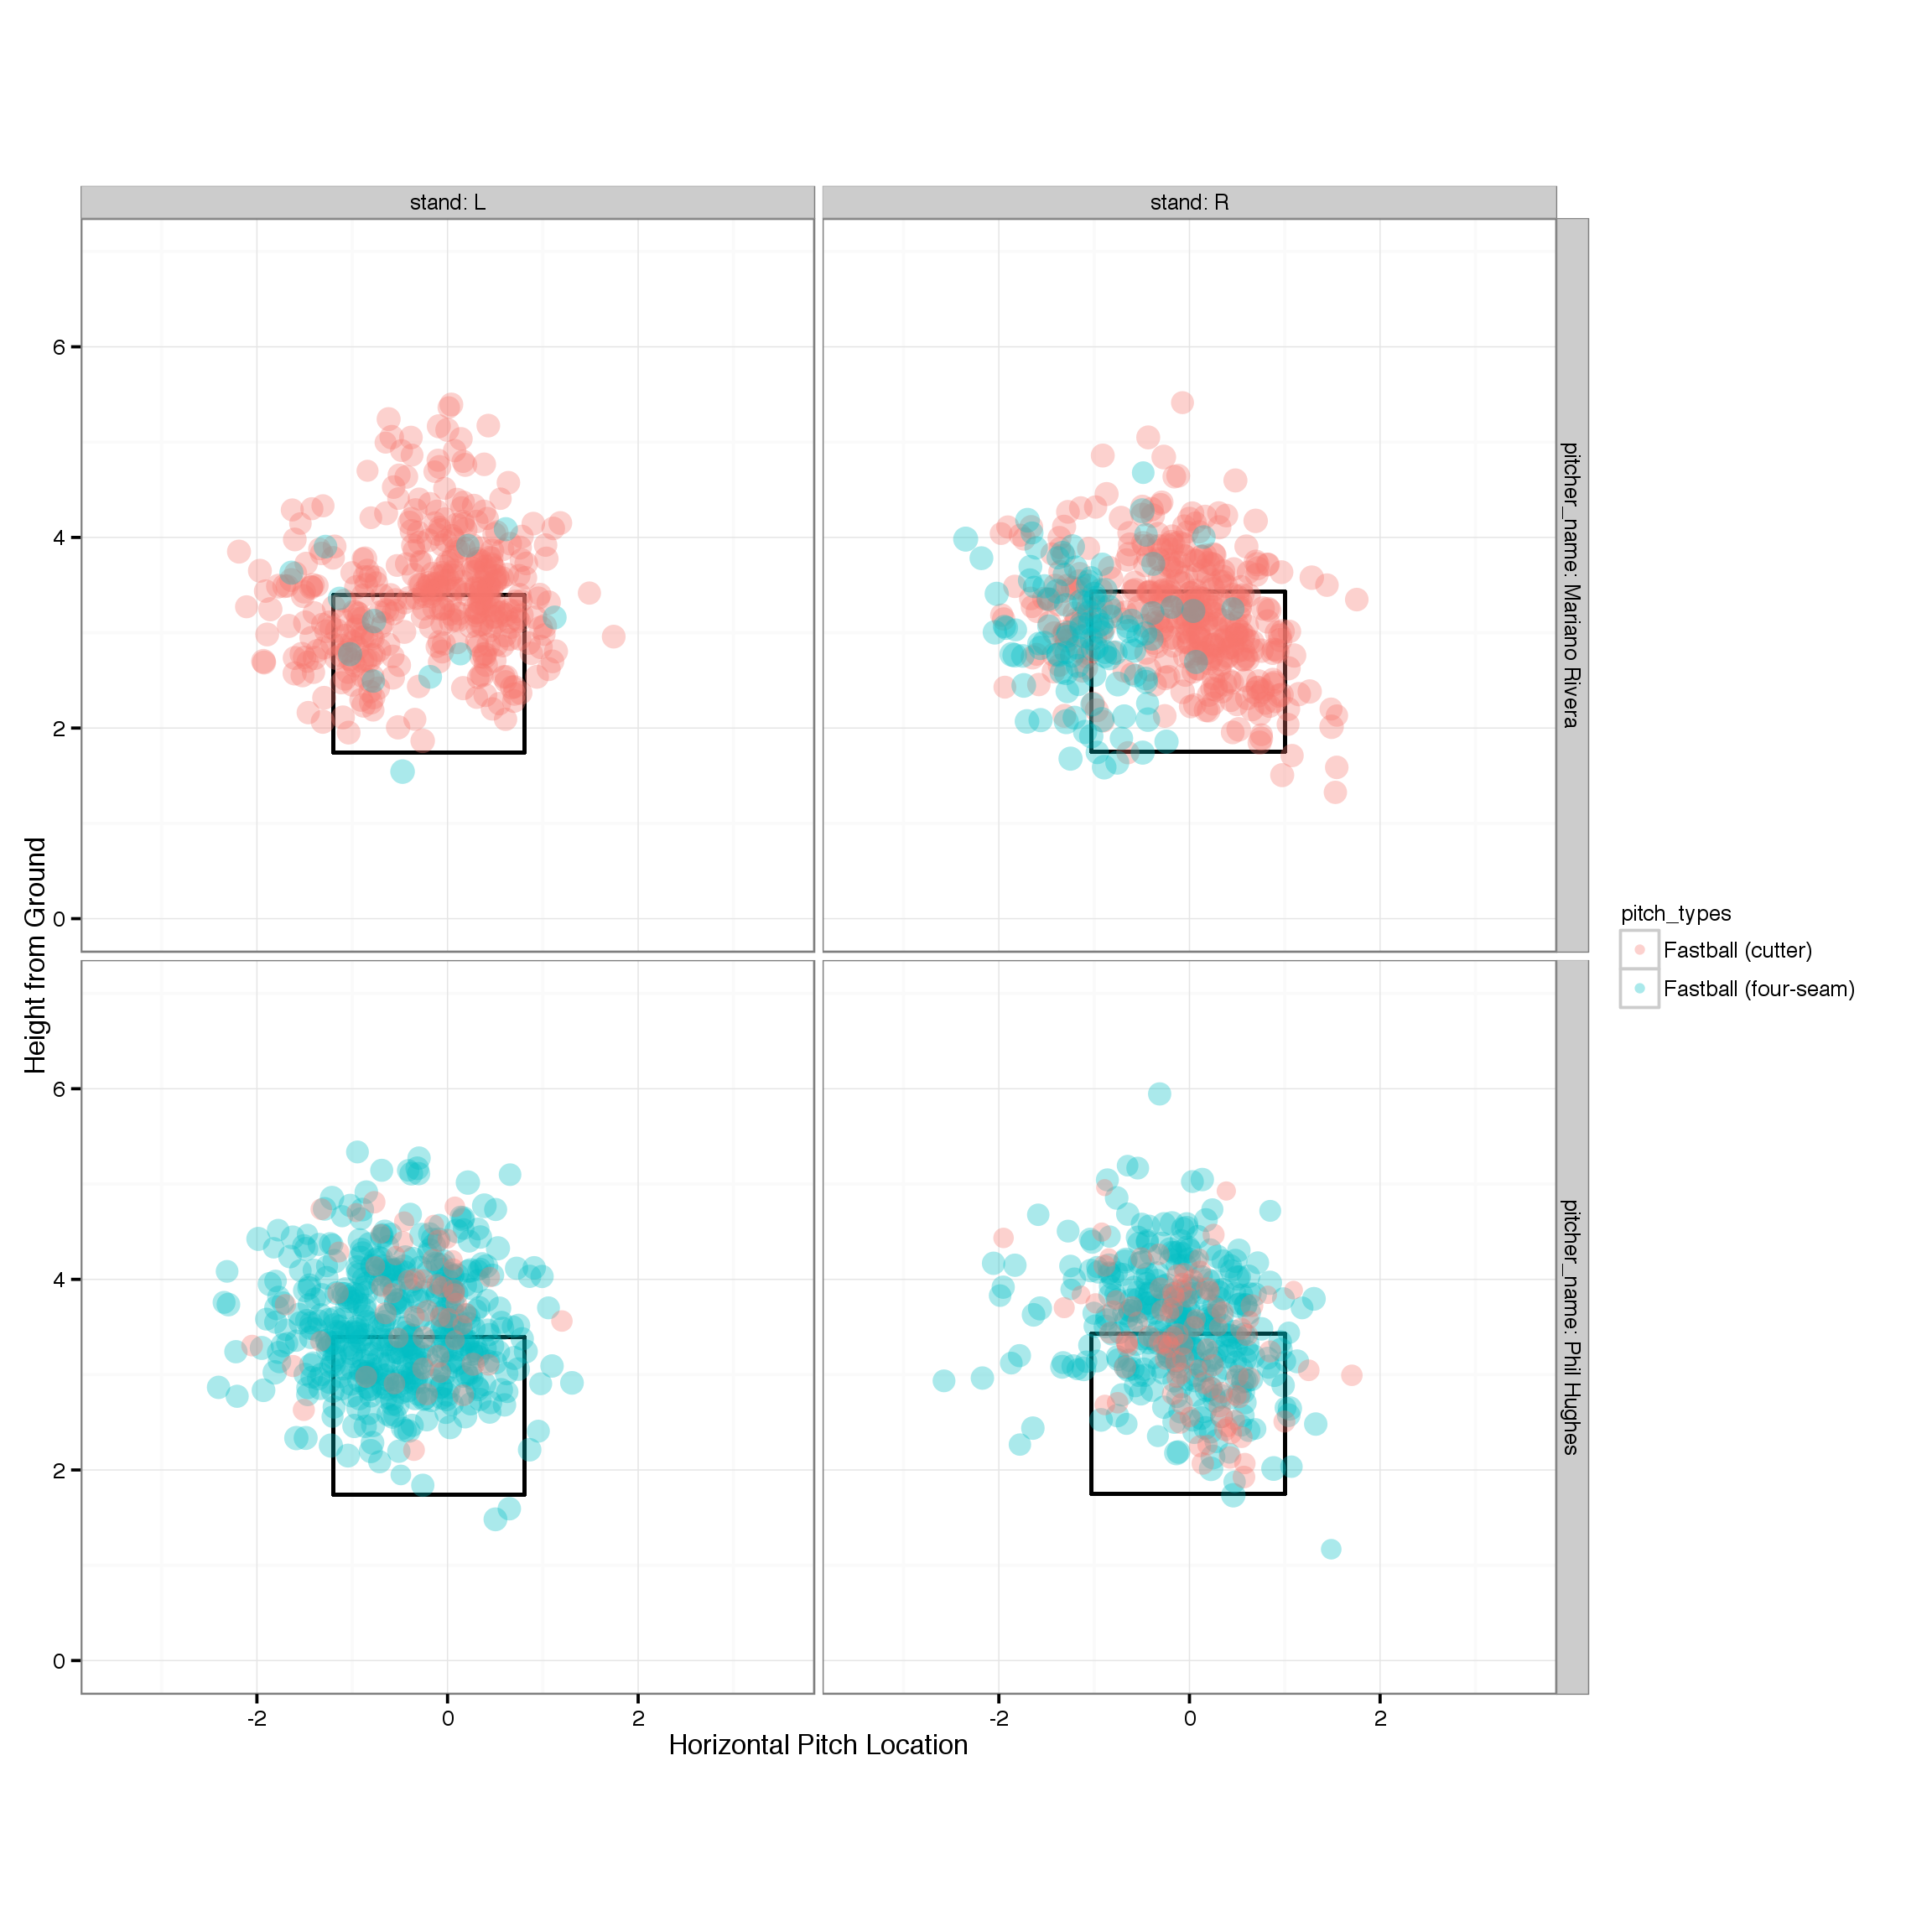 stand: L
stand: R
6
4
2
0
pitcher_name: Mariano Rivera
6
4
2
0
pitcher_name: Phil Hughes
Height from Ground
-2
0
2
-2
0
2
Horizontal Pitch Location
pitch_types
Fastball (cutter)
Fastball (four-seam)